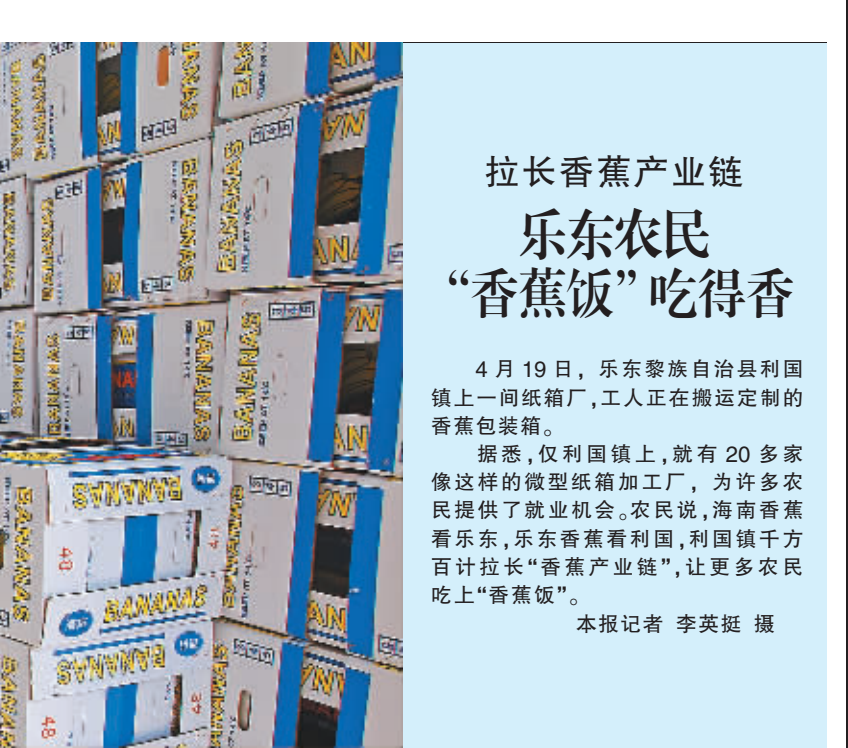 拉长香蕉产业链
乐东农民
“香蕉饭”吃得香
4月19日，乐东黎族自治县利国
镇上一间纸箱厂，工人正在搬运定制的
香蕉包装箱。
据悉，仅利国镇上，就有20多家
像这样的微型纸箱加工厂，为许多农
民提供了就业机会。农民说，海南香蕉
看乐东，乐东香蕉看利国，利国镇千方
百计拉长“香蕉产业链”，让更多农民
吃上“香蕉饭”。
本报记者 李英挺 摄
BANANAS
BANANAS
BANANAS
BANANAS
BANANAS
BANANAS
BANANAS
BANANAS
48
48